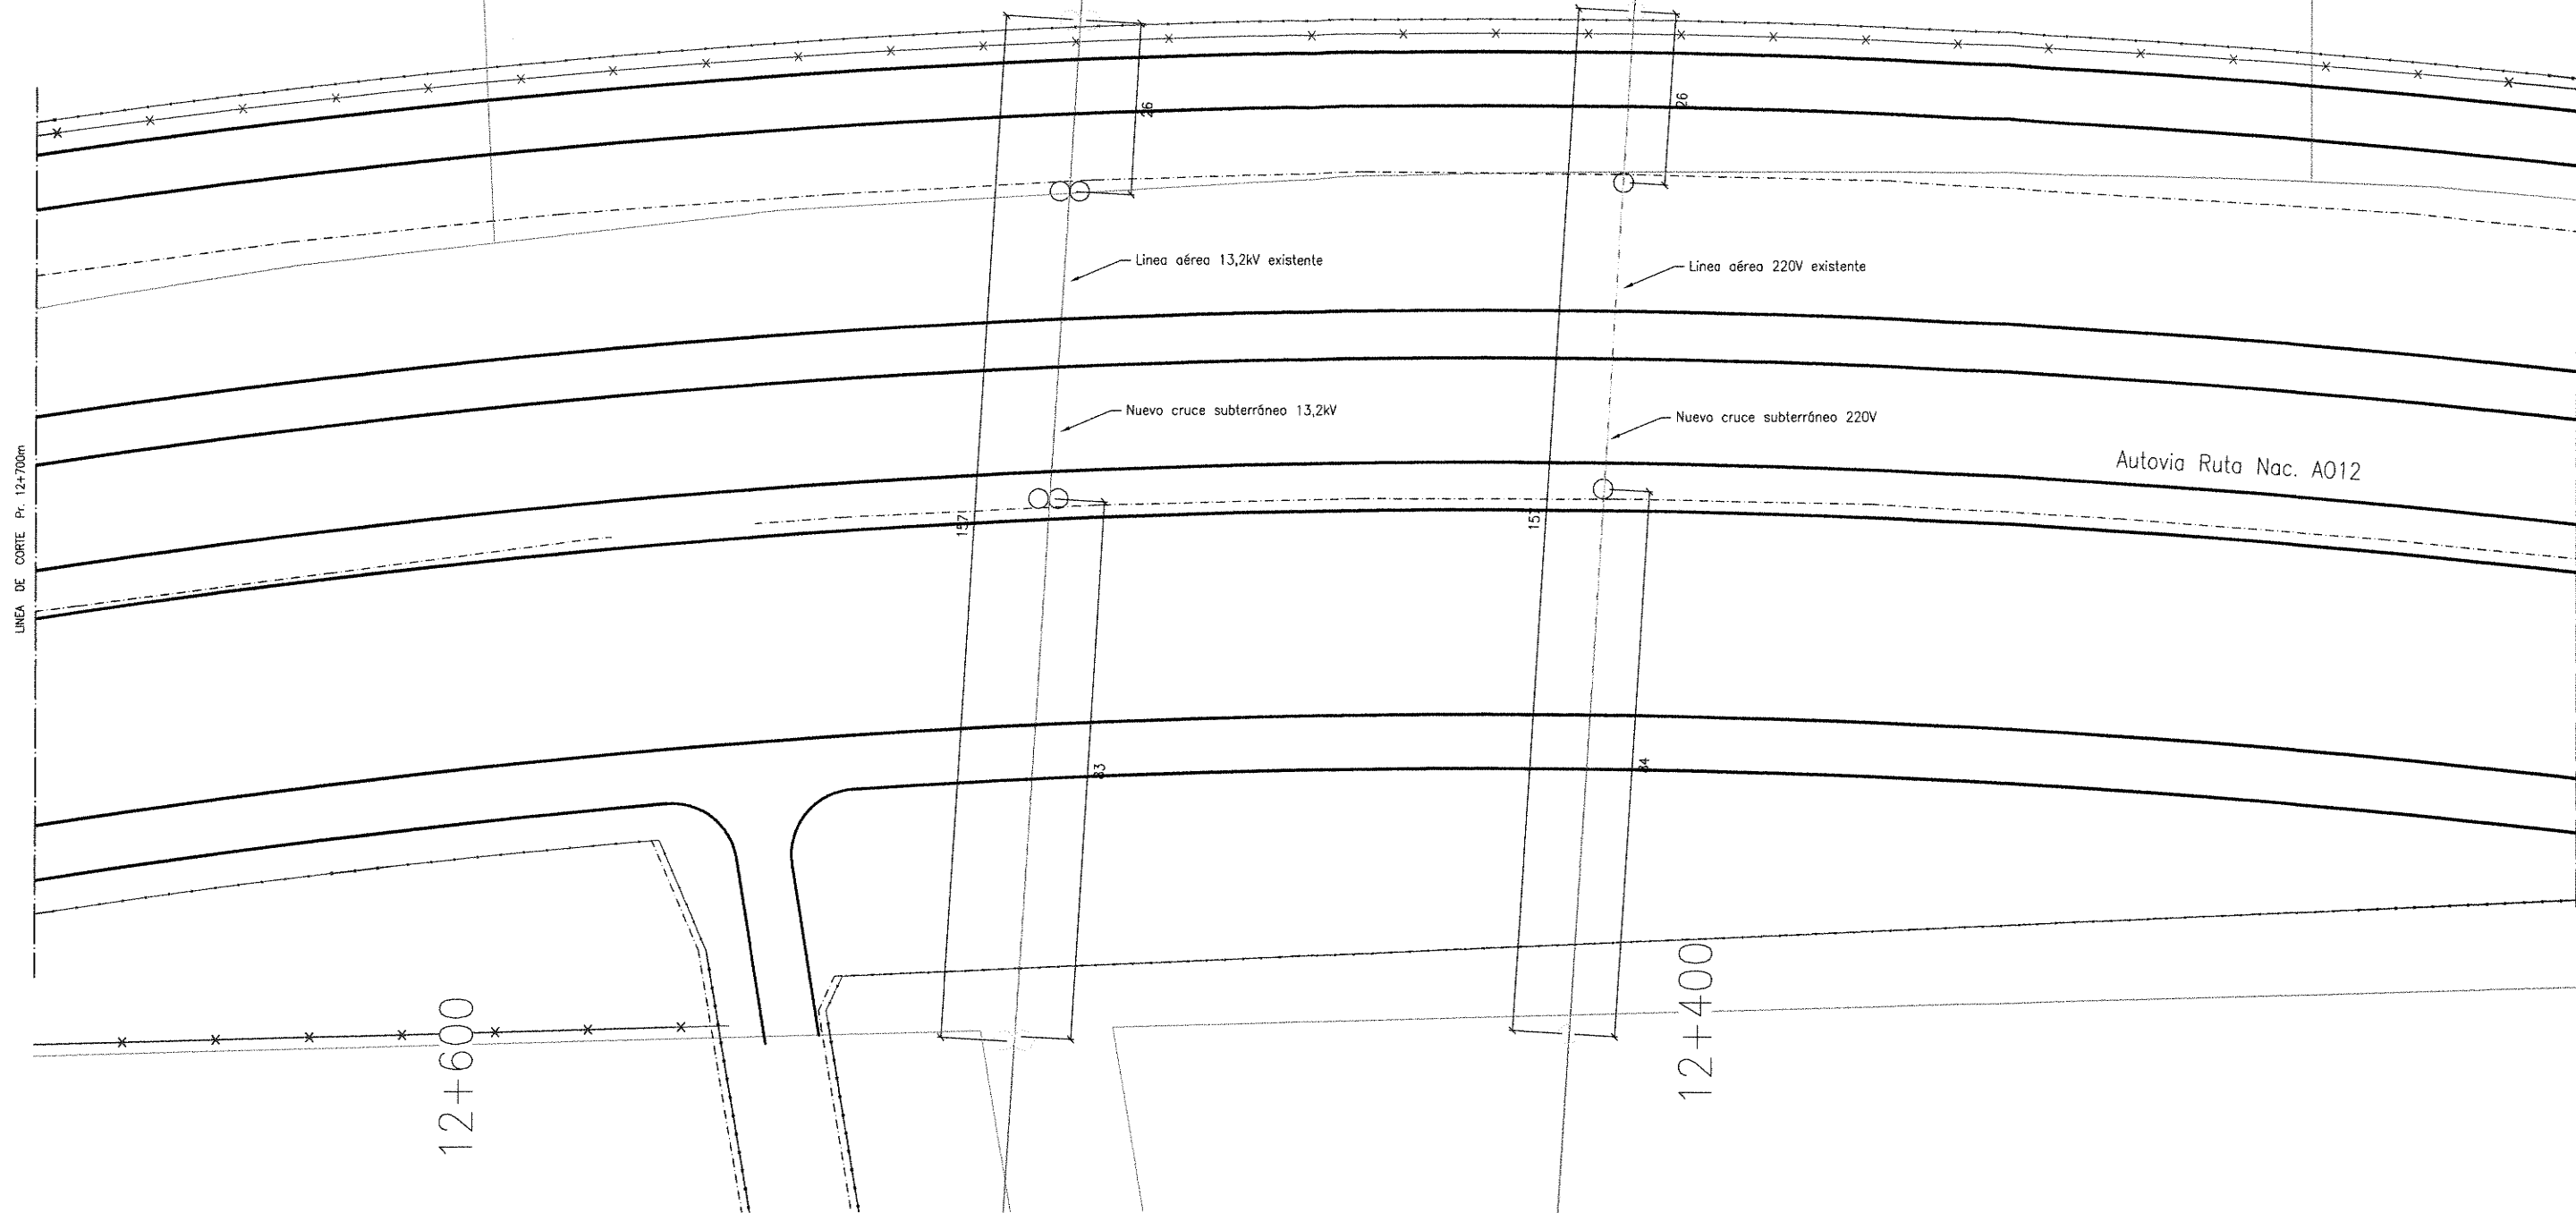 26
26
Linea aérea 13,2kV existente
Linea aérea 220V existente
Nuevo cruce subterráneo 13,2kV
Nuevo cruce subterráneo 220V
Autovia Ruta Nac. A012
LINEA DE CORTE Pr. 12+700m
157
157
83
84
12+600
12+400